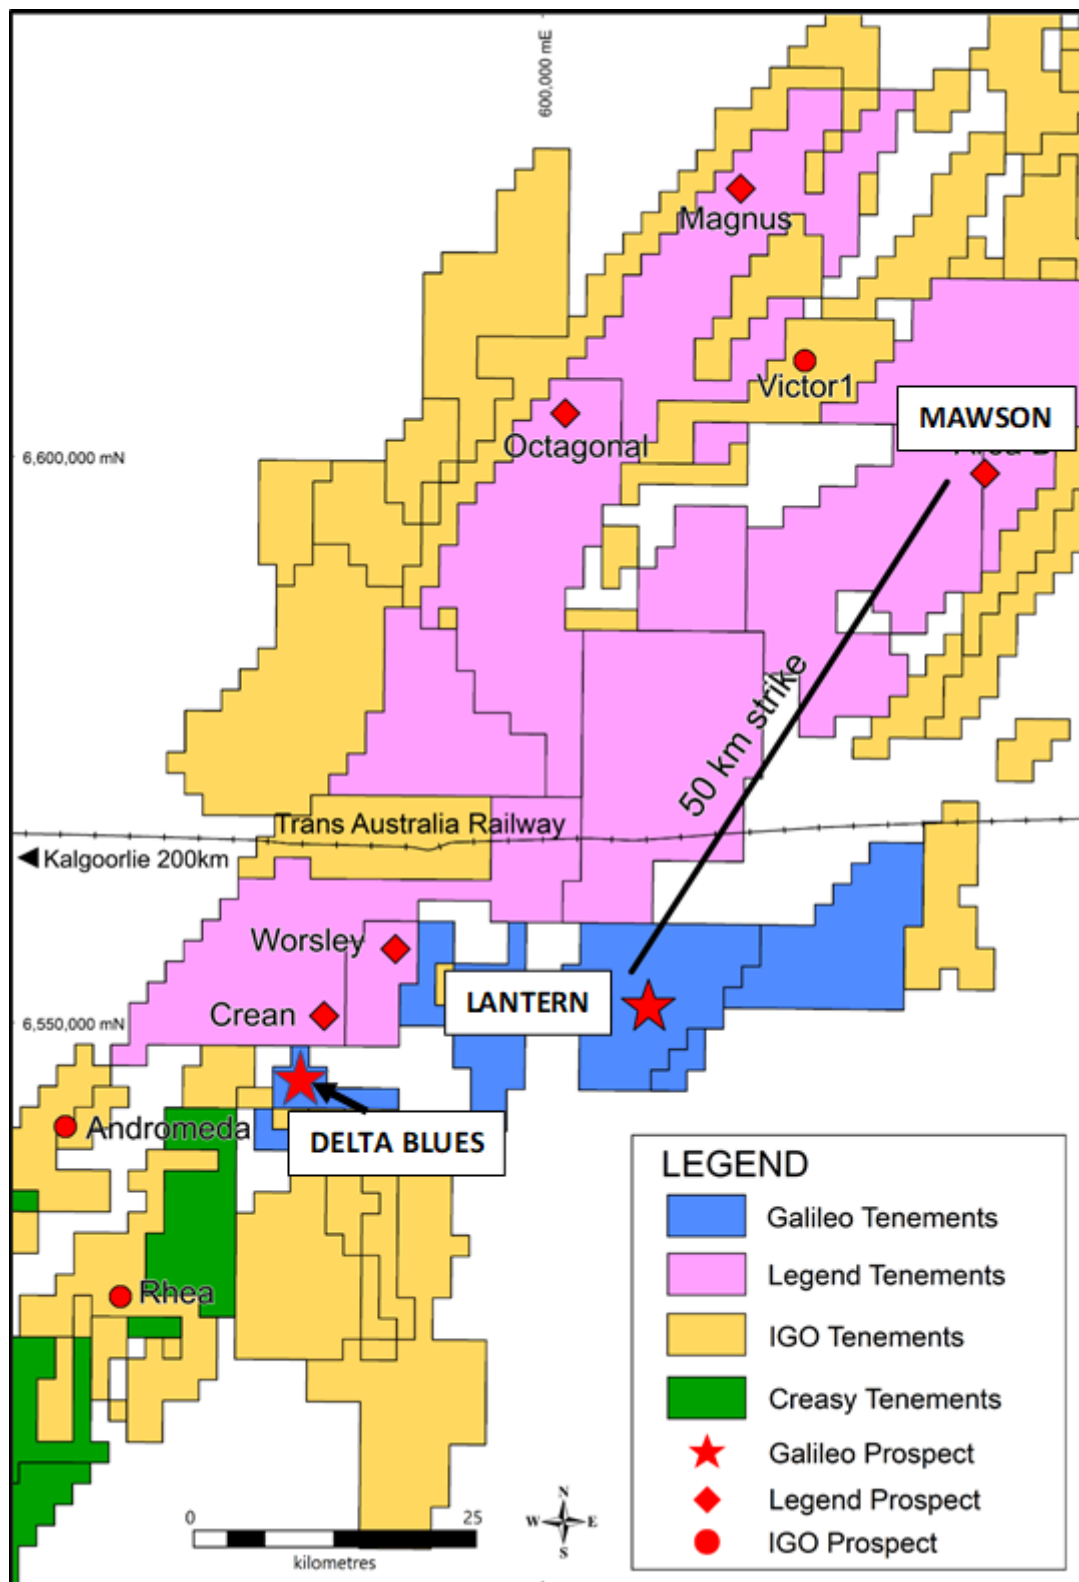 600,000 mE
Magnus
Victor1
MAWSON
Octagonal
6,600,000 mN
50 km strike
Trans Australia Railway
Kalgoorlie 200km
Worsley
LANTERN
Crean
6,550,000 mN
Andromeda
DELTA BLUES
Rhea
LEGEND
Galileo Tenements
Legend Tenements
IGO Tenements
Creasy Tenements
Galileo Prospect
Legend Prospect
IGO Prospect
0 25
kilometres
N
W E
S